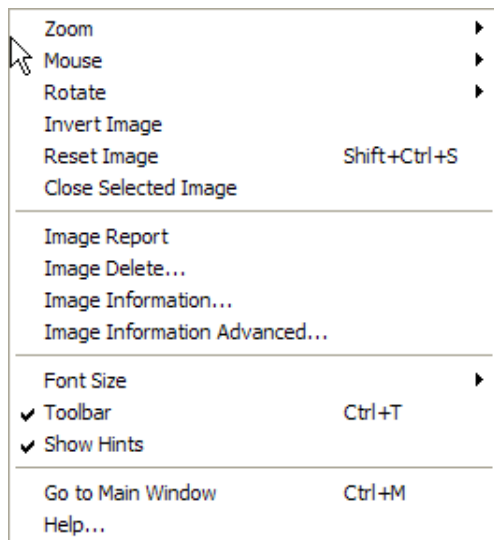 Zoom
Mouse
Rotate
Invert Image
Reset Image Shift+Ctrl+S
Close Selected Image
Image Report
Image Delete...
Image Information...
Image Information Advanced...
Font Size
Toolbar Ctrl+T
Show Hints
Go to Main Window Ctrl+M
Help...